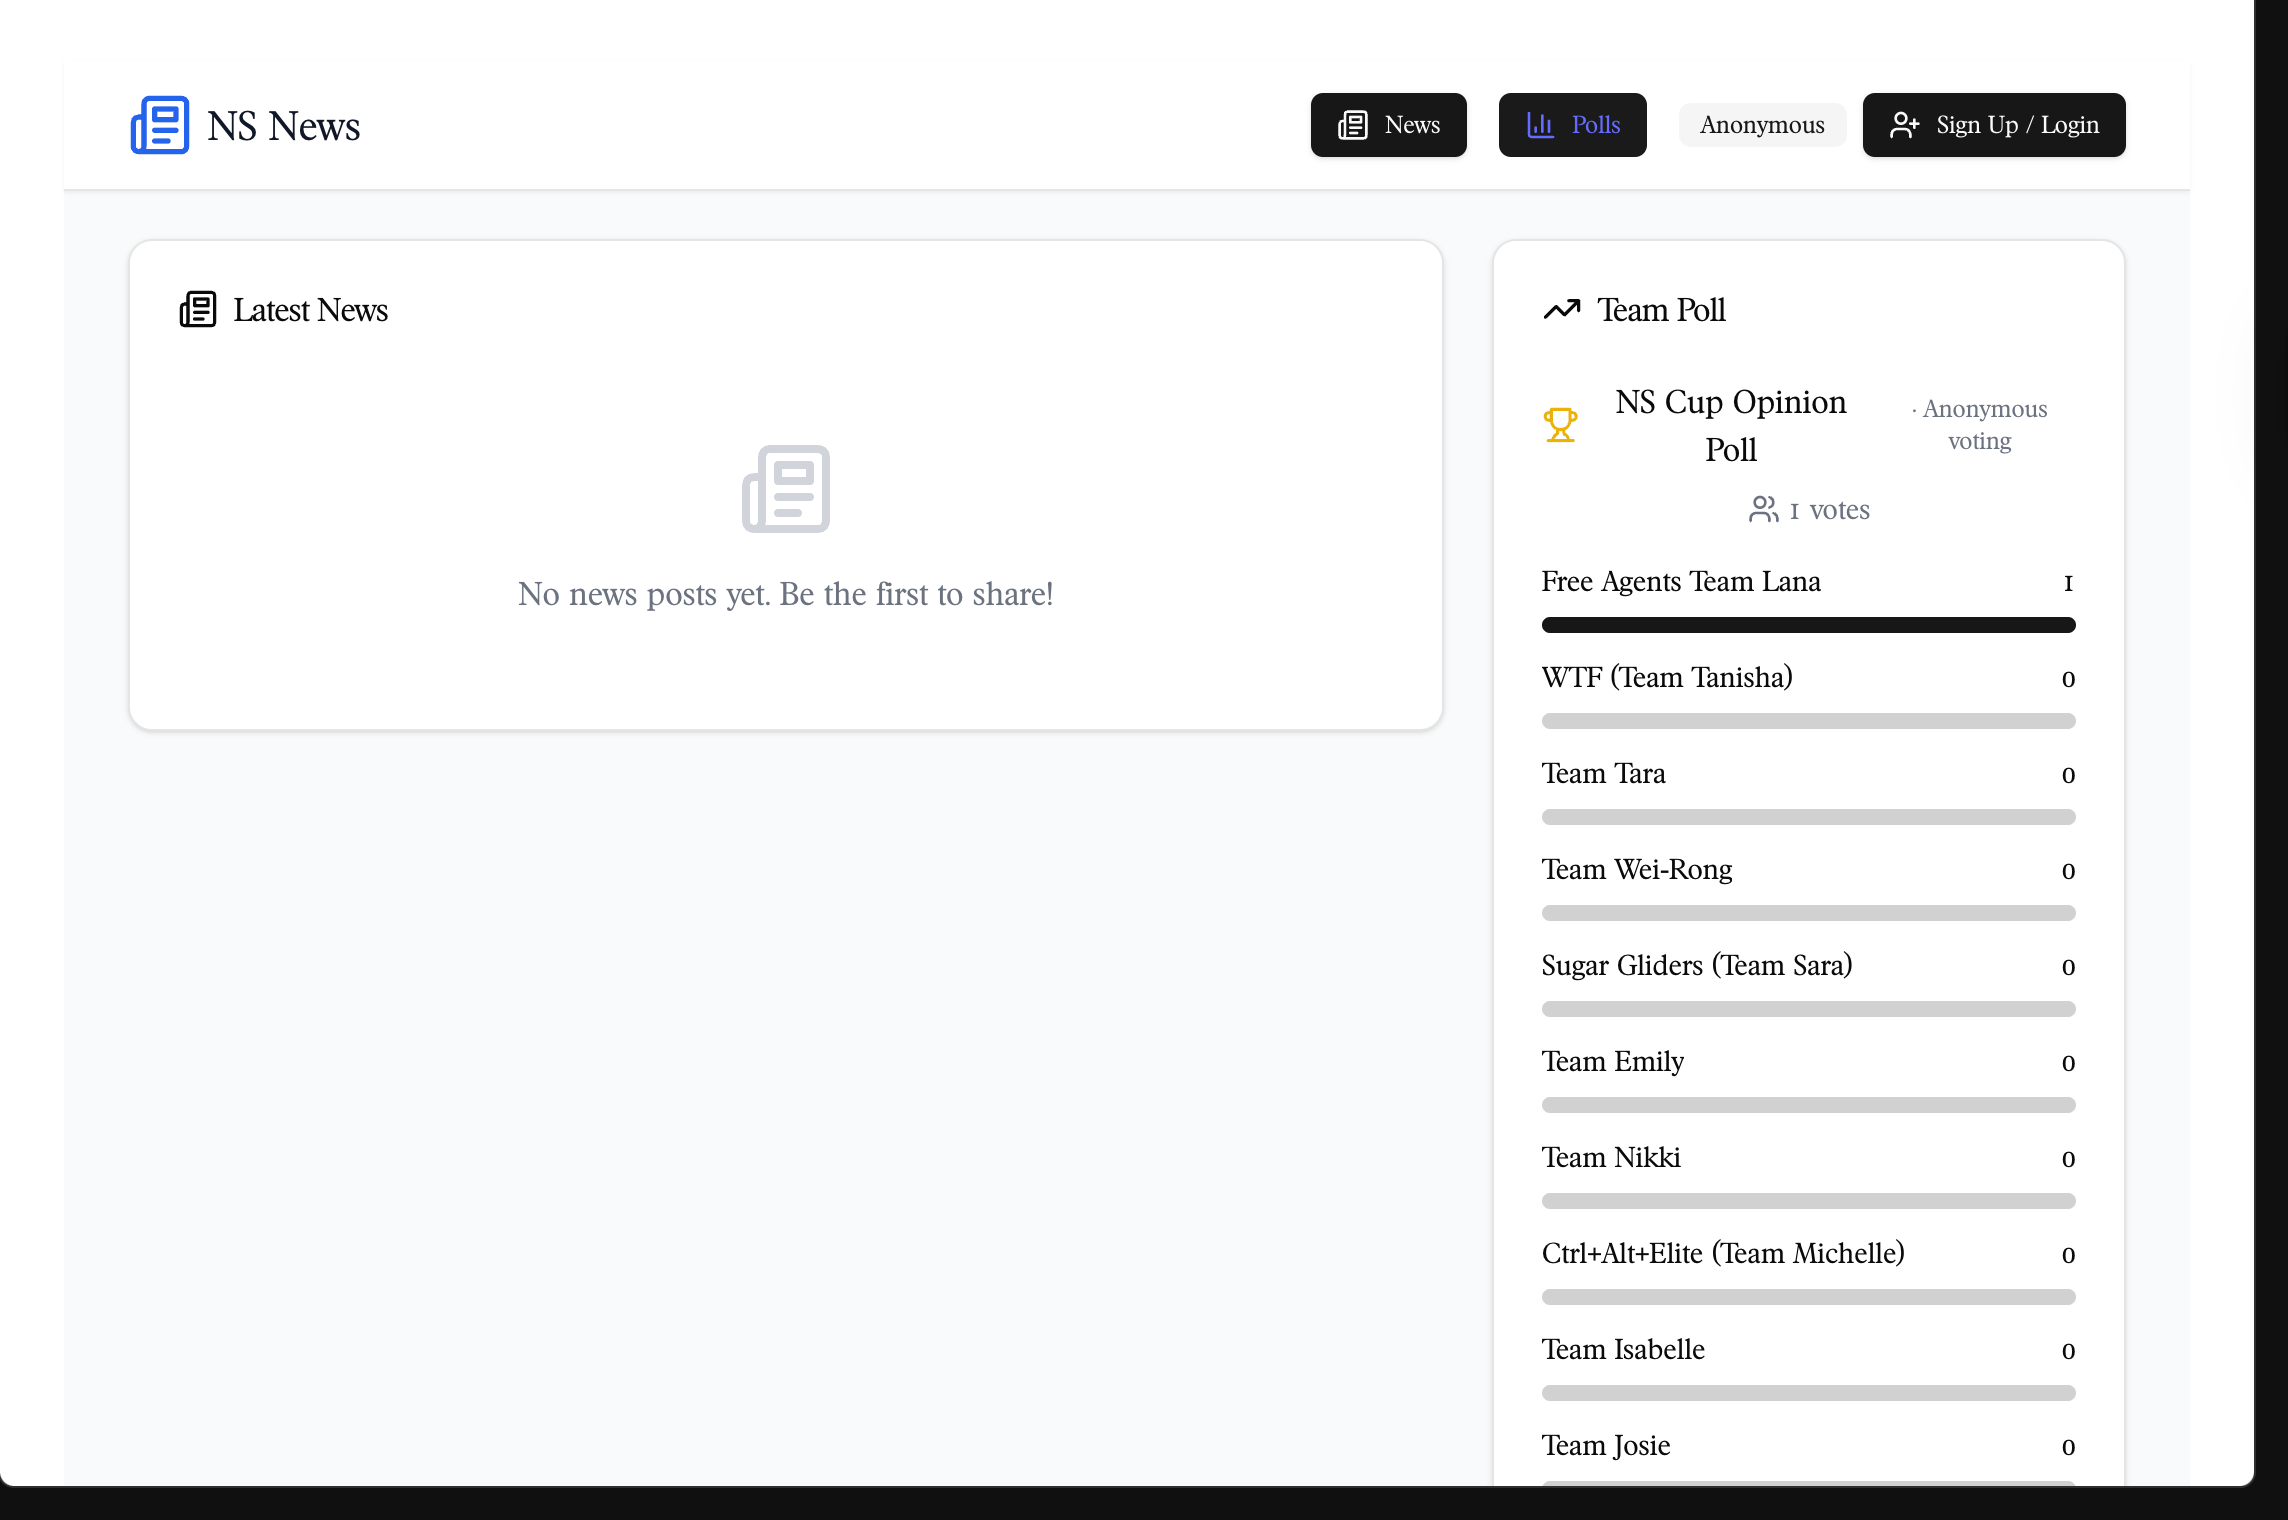 NS News
News
Polls
Anonymous
Sign Up / Login
Latest News
No news posts yet. Be the first to share!
Team Poll
NS Cup Opinion
Poll
· Anonymous
voting
1 votes
Free Agents Team Lana 1
WTF (Team Tanisha) 0
Team Tara 0
Team Wei-Rong 0
Sugar Gliders (Team Sara) 0
Team Emily 0
Team Nikki 0
Ctrl+Alt+Elite (Team Michelle) 0
Team Isabelle 0
Team Josie 0